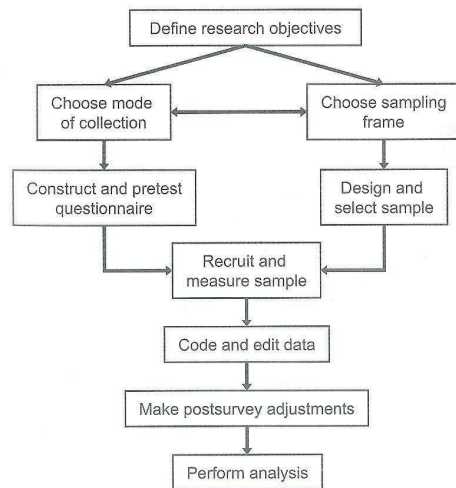 Define research objectives
Choose mode
of collection
Choose sampling
frame
Construct and pretest
questionnaire
Design and
select sample
Recruit and
measure sample
Code and edit data
Make postsurvey adjustments
Perform analysis